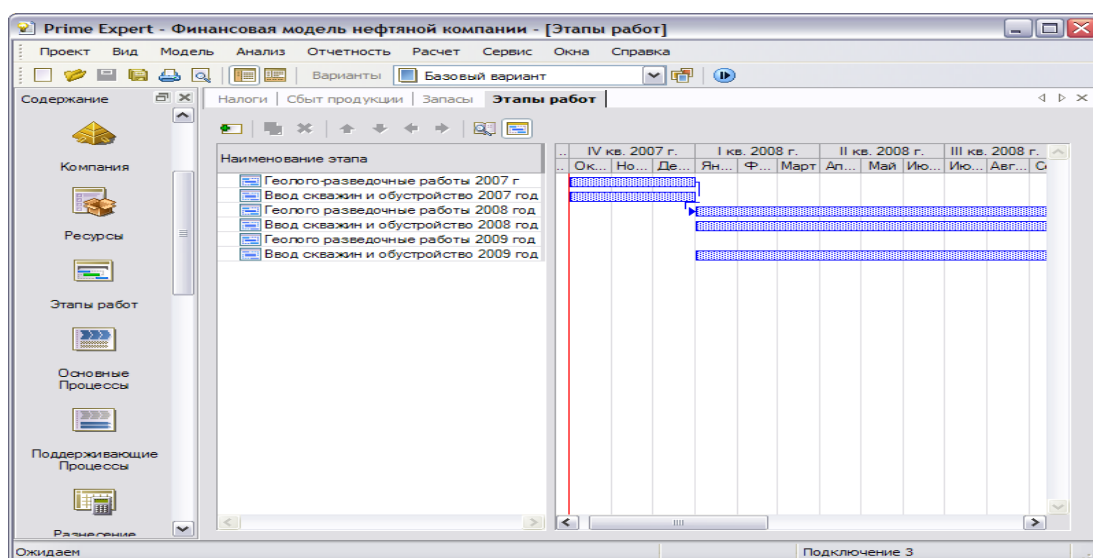 Prime Expert - Финансовая модель нефтяной компании - [Этапы работ]
Проект Вид Модель Анализ Отчетность Расчет Сервис Окна Справка
Варианты Базовый вариант
Содержание
Налоги Сбыт продукции Запасы Этапы работ
Компания
Ресурсы
Этапы работ
Основные
Процессы
Поддерживающие
Процессы
Разнесение
Наименование этапа
Геолого-разведочные работы 2007 г
Ввод скважин и обустройство 2007 год
Геолого разведочные работы 2008 год
Ввод скважин и обустройство 2008 год
Геолого разведочные работы 2009 год
Ввод скважин и обустройство 2009 год
.. IV кв. 2007 г. I кв. 2008 г. II кв. 2008 г. III кв. 2008 г.
.. Ок... Но... Де... Ян... Ф... Март Ап... Май Ию... Ию... Авг... Се
Ожидаем
Подключение 3